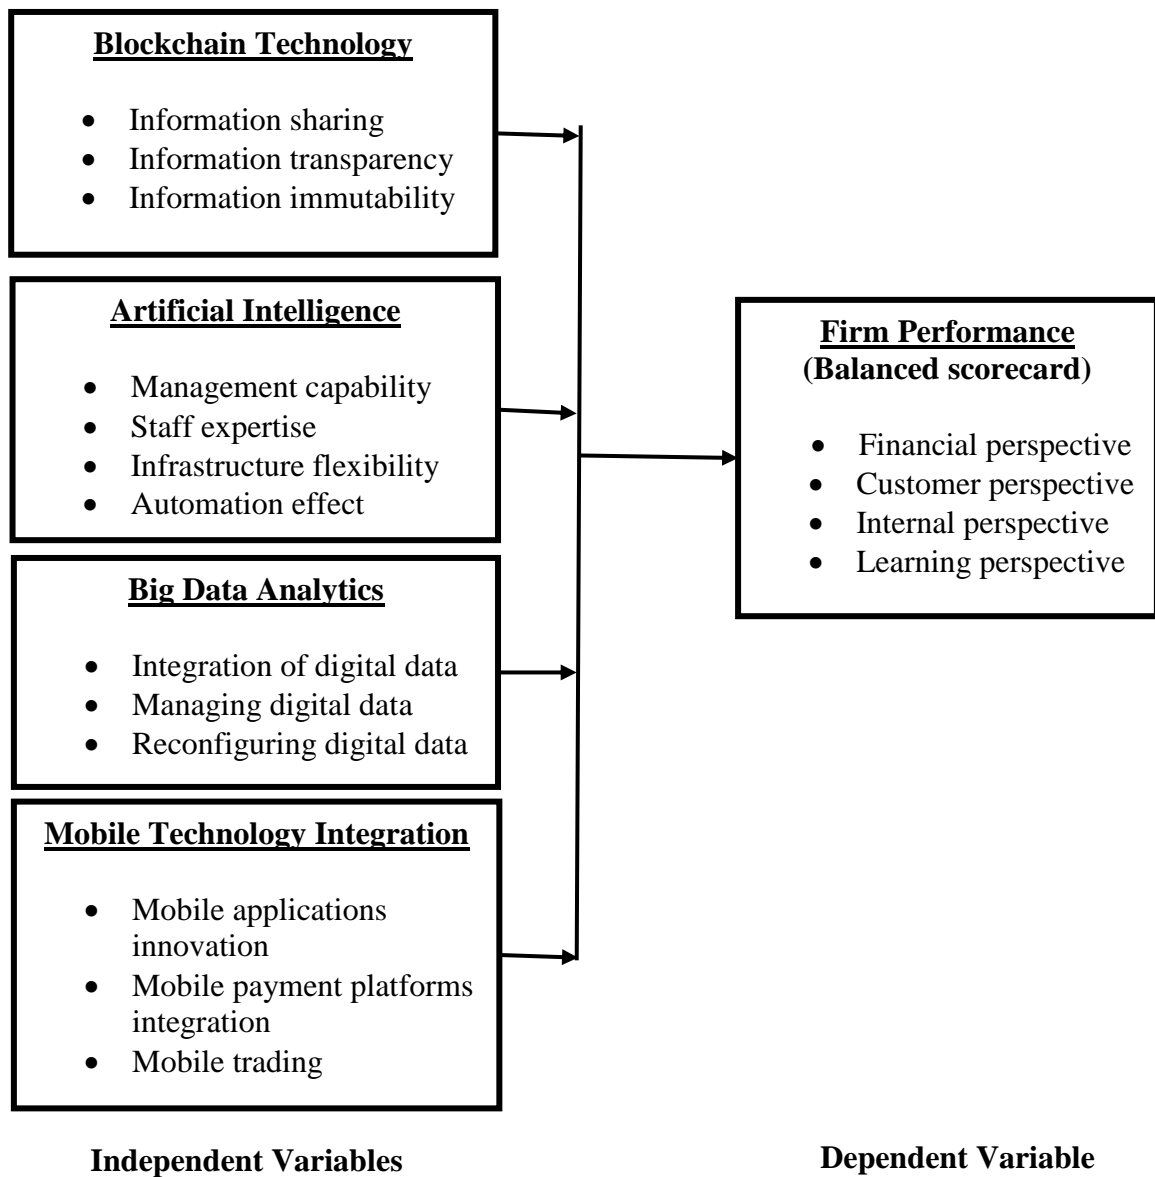 Blockchain Technology
• Information sharing
• Information transparency
• Information immutability
Artificial Intelligence
• Management capability
• Staff expertise
• Infrastructure flexibility
• Automation effect
Big Data Analytics
• Integration of digital data
• Managing digital data
• Reconfiguring digital data
Mobile Technology Integration
• Mobile applications
innovation
• Mobile payment platforms
integration
• Mobile trading
Independent Variables
Firm Performance
(Balanced scorecard)
• Financial perspective
• Customer perspective
• Internal perspective
• Learning perspective
Dependent Variable